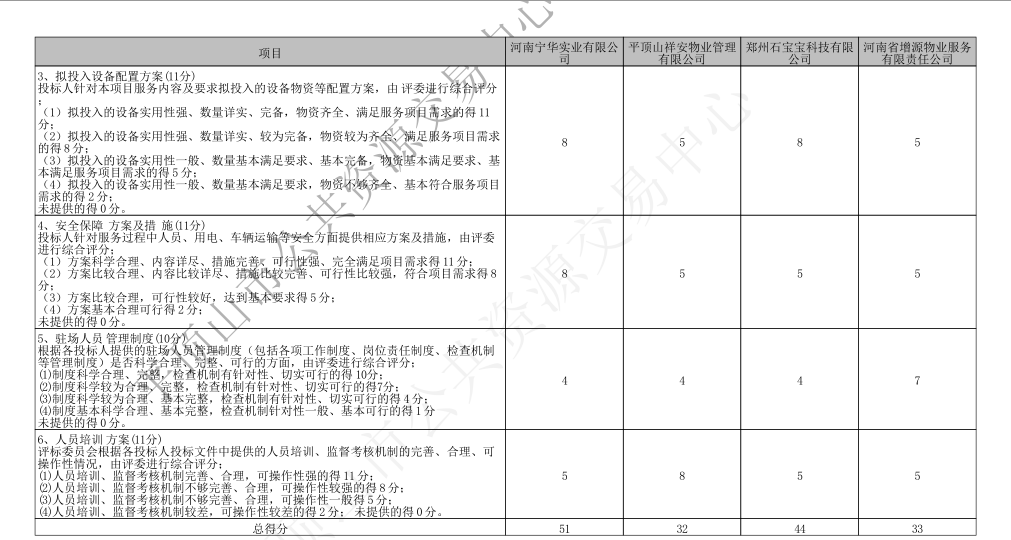 项目
河南宁华实业有限公司
平顶山祥安物业管理有限公司
郑州石宝宝科技有限公司
河南省增源物业服务有限责任公司
3、拟投入设备配置方案(11分)
投标人针对本项目服务内容及要求拟投入的设备物资等配置方案，由 评委进行综合评分
；
（1）拟投入的设备实用性强、数量详实、完备，物资齐全、满足服务项目需求的得 11
分；
（2）拟投入的设备实用性强、数量详实、较为完备，物资较为齐全、满足服务项目需求
的得 8 分；
（3）拟投入的设备实用性一般、数量基本满足要求、基本完备，物资基本满足要求、基
本满足服务项目需求的得 5 分；
（4）拟投入的设备实用性一般、数量基本满足要求，物资不够齐全、基本符合服务项目
需求的得 2 分；
未提供的得 0 分。
8 5 8 5
4、安全保障 方案及措 施(11分)
投标人针对服务过程中人员、用电、车辆运输等安全方面提供相应方案及措施，由评委
进行综合评分；
（1）方案科学合理、内容详尽、措施完善、可行性强、完全满足项目需求得 11 分；
（2）方案比较合理、内容比较详尽、措施比较完善、可行性比较强，符合项目需求得 8
分；
（3）方案比较合理，可行性较好，达到基本要求得 5 分；
（4）方案基本合理可行得 2 分；
未提供的得 0 分。
8 5 5 5
5、驻场人员 管理制度(10分)
根据各投标人提供的驻场人员管理制度（包括各项工作制度、岗位责任制度、检查机制
等管理制度）是否科学合理、完整、可行的方面，由评委进行综合评分；
(1)制度科学合理、完整，检查机制有针对性、切实可行的得 10分；
(2)制度科学较为合理、完整，检查机制有针对性、切实可行的得7分；
(3)制度科学较为合理、基本完整，检查机制有针对性、切实可行的得 4 分；
(4)制度基本科学合理、基本完整，检查机制针对性一般、基本可行的得 1 分
未提供的得 0 分。
4 4 4 7
6、人员培训 方案(11分)
评标委员会根据各投标人投标文件中提供的人员培训、监督考核机制的完善、合理、可
操作性情况，由评委进行综合评分；
(1)人员培训、监督考核机制完善、合理，可操作性强的得 11 分；
(2)人员培训、监督考核机制不够完善、合理，可操作性较强的得 8 分；
(3)人员培训、监督考核机制不够完善、合理，可操作性一般得 5 分；
(4)人员培训、监督考核机制较差，可操作性较差的得 2 分； 未提供的得 0 分。
5 8 5 5
总得分 51 32 44 33
平顶山市公共资源交易中心
顶山市公共资源交易中心